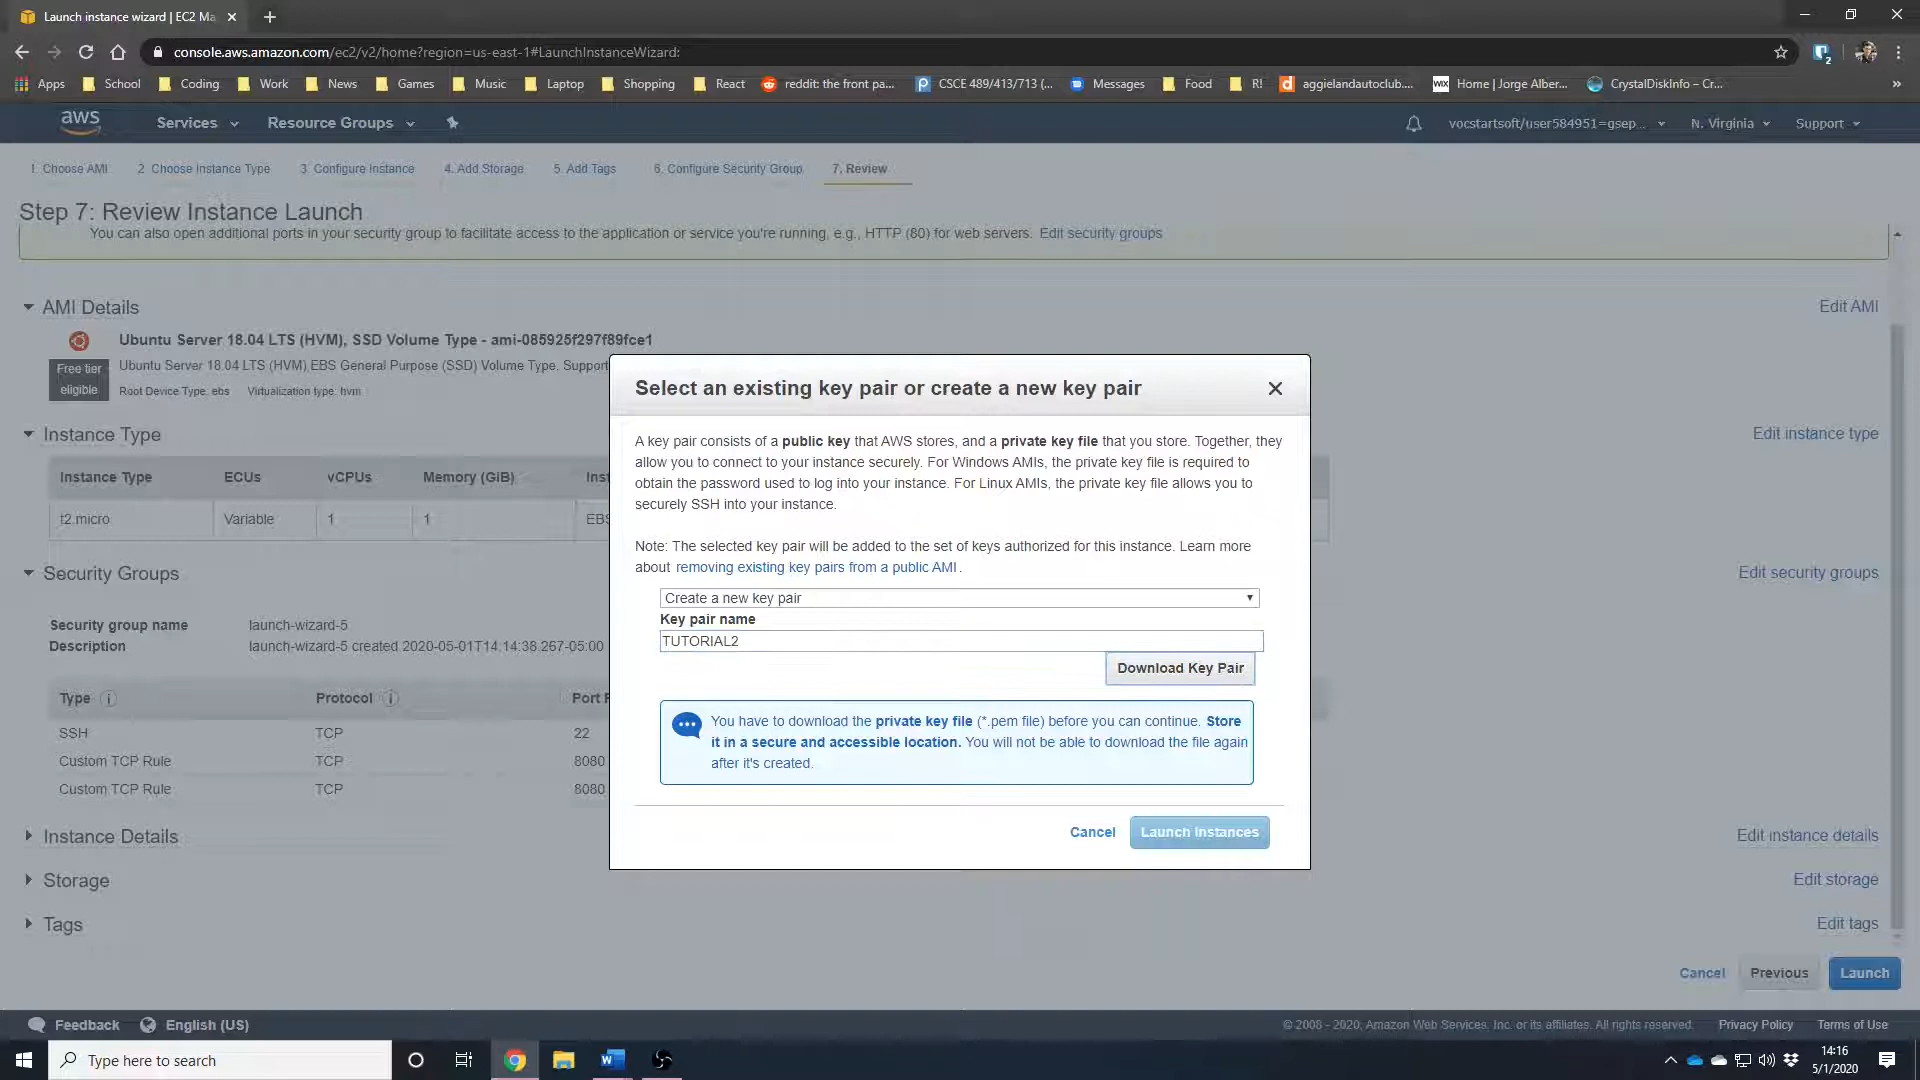 Launch instance wizard | EC2 Ma
console.aws.amazon.com/ec2/v2/home?region=us-east-1#LaunchInstanceWizard:
2
Apps School Coding Work News Games Music Laptop Shopping React reddit: the front pa... CSCE 489/413/713 (... Messages Food R! aggielandautoclub.... WIX Home | Jorge Alber... CrystalDiskInfo – Cr... »
aws Services Resource Groups vocstartsoft/user584951=gsep... N. Virginia Support
1. Choose AMI 2. Choose Instance Type 3. Configure Instance 4. Add Storage 5. Add Tags 6. Configure Security Group 7. Review
Step 7: Review Instance Launch
You can also open additional ports in your security group to facilitate access to the application or service you're running, e.g., HTTP (80) for web servers. Edit security groups
AMI Details Edit AMI
Ubuntu Server 18.04 LTS (HVM), SSD Volume Type - ami-085925f297f89fce1
Free tier eligible
Ubuntu Server 18.04 LTS (HVM),EBS General Purpose (SSD) Volume Type. Support
Root Device Type: ebs Virtualization type: hvm
Instance Type Edit instance type
Instance Type ECUs vCPUs Memory (GiB) Inst
t2.micro Variable 1 1 EBS
Security Groups Edit security groups
Security group name launch-wizard-5
Description launch-wizard-5 created 2020-05-01T14:14:38.267-05:00
Type i Protocol i Port R
SSH TCP 22
Custom TCP Rule TCP 8080
Custom TCP Rule TCP 8080
Instance Details Edit instance details
Storage Edit storage
Tags Edit tags
Select an existing key pair or create a new key pair
A key pair consists of a public key that AWS stores, and a private key file that you store. Together, they
allow you to connect to your instance securely. For Windows AMIs, the private key file is required to
obtain the password used to log into your instance. For Linux AMIs, the private key file allows you to
securely SSH into your instance.
Note: The selected key pair will be added to the set of keys authorized for this instance. Learn more
about removing existing key pairs from a public AMI.
Create a new key pair
Key pair name
TUTORIAL2
Download Key Pair
You have to download the private key file (*.pem file) before you can continue. Store
it in a secure and accessible location. You will not be able to download the file again
after it's created.
Cancel Launch Instances
Cancel Previous Launch
Feedback English (US) © 2008 - 2020, Amazon Web Services, Inc. or its affiliates. All rights reserved. Privacy Policy Terms of Use
Type here to search
14:16
5/1/2020